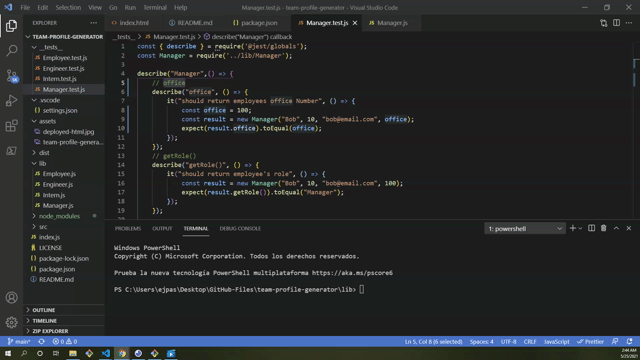 File Edit Selection View Go Run Terminal Help
Manager.test.js - team-profile-generator - Visual Studio Code
EXPLORER
TEAM-PROFILE-GENERATOR
__tests__
Employee.test.js
Engineer.test.js
Intern.test.js
Manager.test.js
.vscode
settings.json
assets
deployed-html.jpg
team-profile-genera...
dist
lib
Employee.js
Engineer.js
Intern.js
Manager.js
node_modules
src
index.js
LICENSE
package-lock.json
package.json
README.md
OUTLINE
TIMELINE
ZIP EXPLORER
index.html README.md package.json Manager.test.js Manager.js
__tests__ > Manager.test.js > describe("Manager") callback
1 const { describe } = require('@jest/globals');
2 const Manager = require('../lib/Manager');
3
4 describe("Manager",() => {
5 // office
6 describe("office", () => {
7 it("should return employees office Number", () => {
8 const office = 100;
9 const result = new Manager("Bob", 10, "bob@email.com", office);
10 expect(result.office).toEqual(office);
11 });
12 });
13 // getRole()
14 describe("getRole()", () => {
15 it("should return employee's role", () => {
16 const result = new Manager("Bob", 10, "bob@email.com", 100);
17 expect(result.getRole()).toEqual("Manager");
18 });
19 });
PROBLEMS OUTPUT TERMINAL DEBUG CONSOLE
1: powershell
Windows PowerShell
Copyright (C) Microsoft Corporation. Todos los derechos reservados.
Prueba la nueva tecnología PowerShell multiplataforma https://aka.ms/pscore6
PS C:\Users\ejpas\Desktop\GitHub-Files\team-profile-generator\lib>
main* 0 0
Ln 5, Col 8 (6 selected) Spaces: 4 UTF-8 CRLF JavaScript Prettier
2:44 AM
5/23/2021